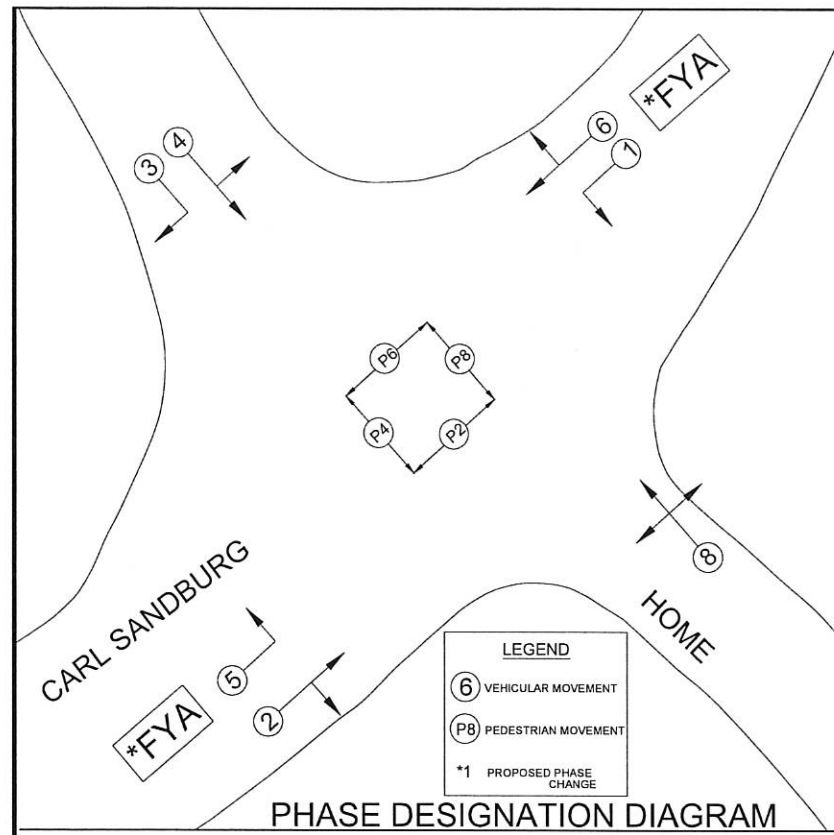 *FYA
6
1
4
3
P6
P8
P4
P2
8
CARL SANDBURG
HOME
5
2
*FYA
LEGEND
6 VEHICULAR MOVEMENT
P8 PEDESTRIAN MOVEMENT
*1 PROPOSED PHASE
CHANGE
PHASE DESIGNATION DIAGRAM